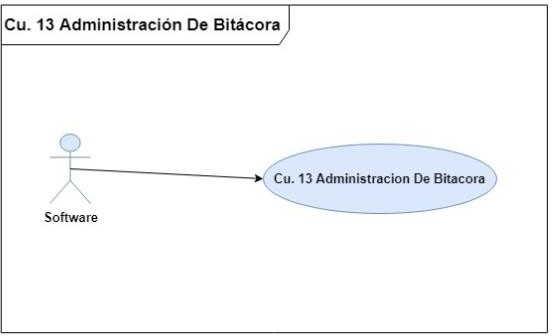 Cu. 13 Administración De Bitácora
Cu. 13 Administracion De Bitacora
Software